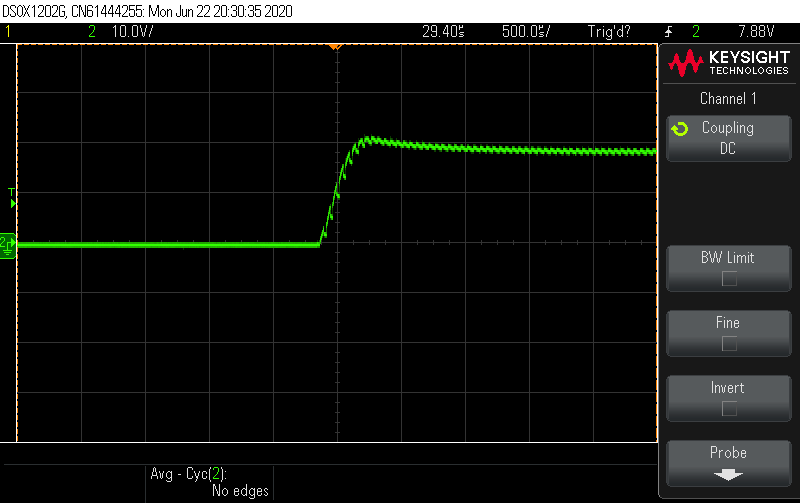 DSOX1202G, CN61444255: Mon Jun 22 20:30:35 2020
1 2 10.0V/ 29.40s 500.0s/ Trig'd? 2 7.88V
KEYSIGHT
TECHNOLOGIES
Channel 1
Coupling
DC
T
2
BW Limit
Fine
Invert
Probe
Avg - Cyc(2):
No edges